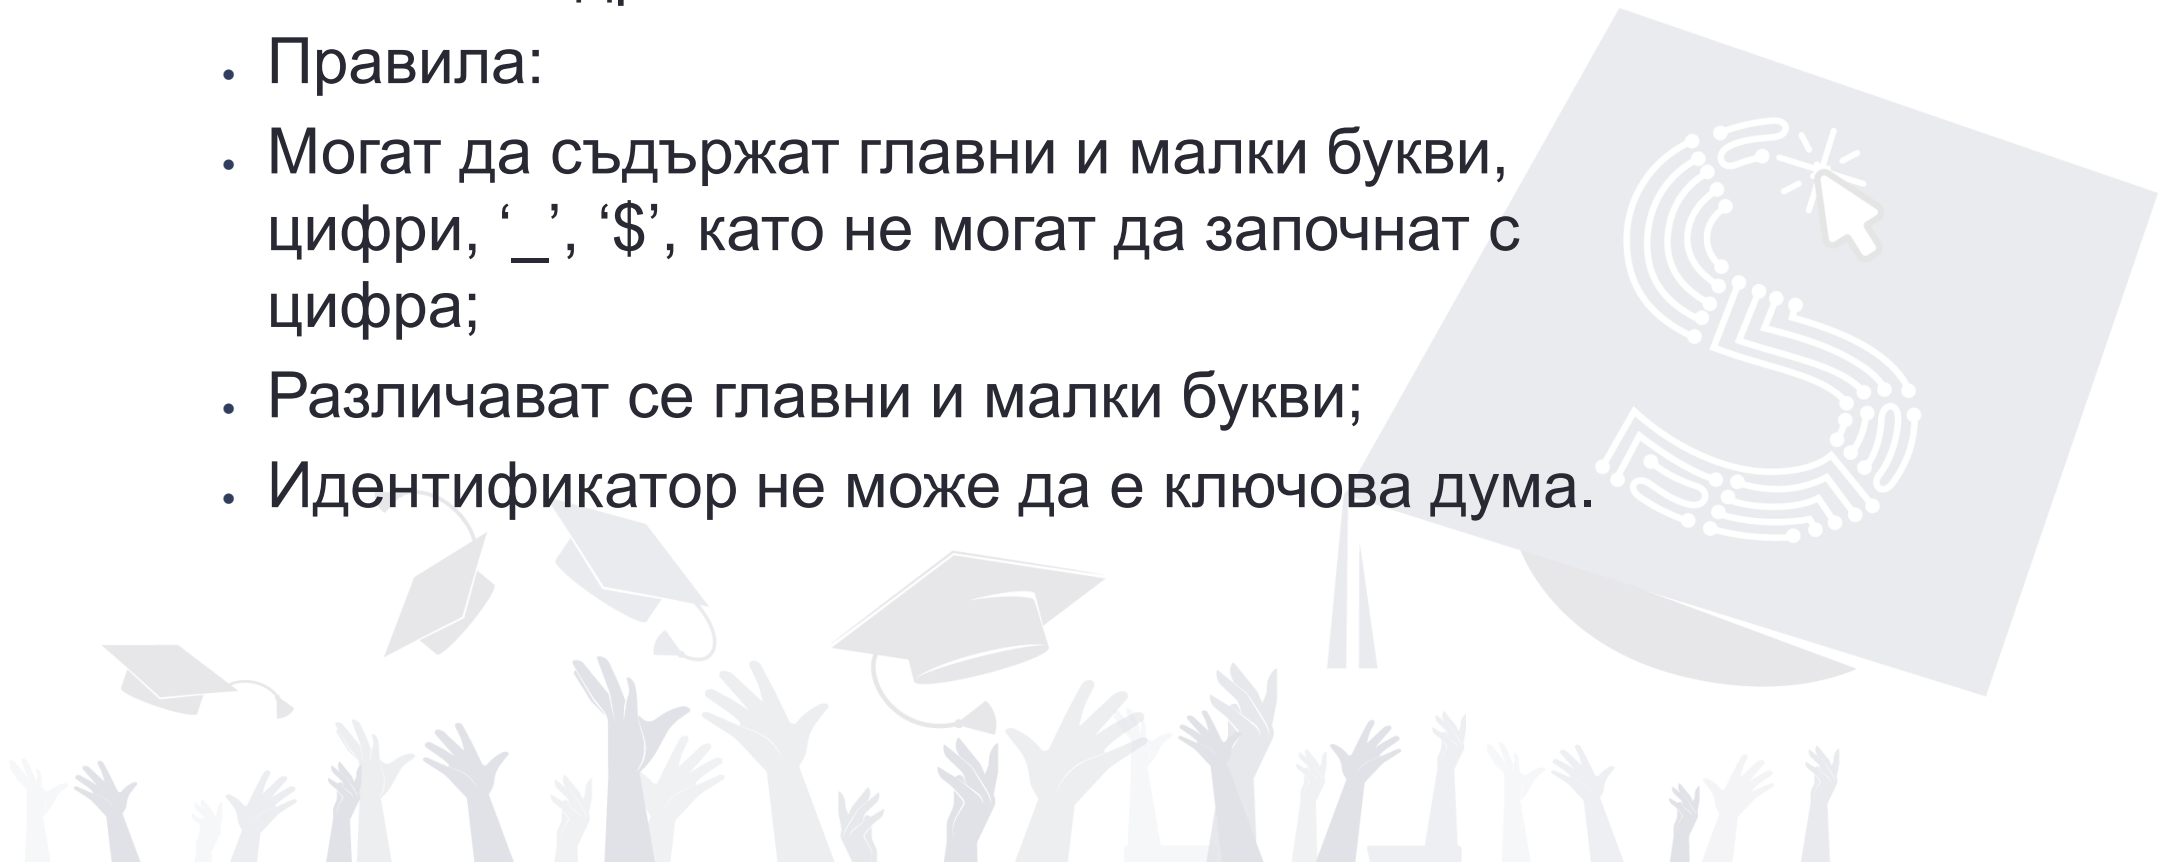 • Правила:
• Могат да съдържат главни и малки букви,
цифри, ‘_’, ‘$’, като не могат да започнат с
цифра;
• Различават се главни и малки букви;
• Идентификатор не може да е ключова дума.